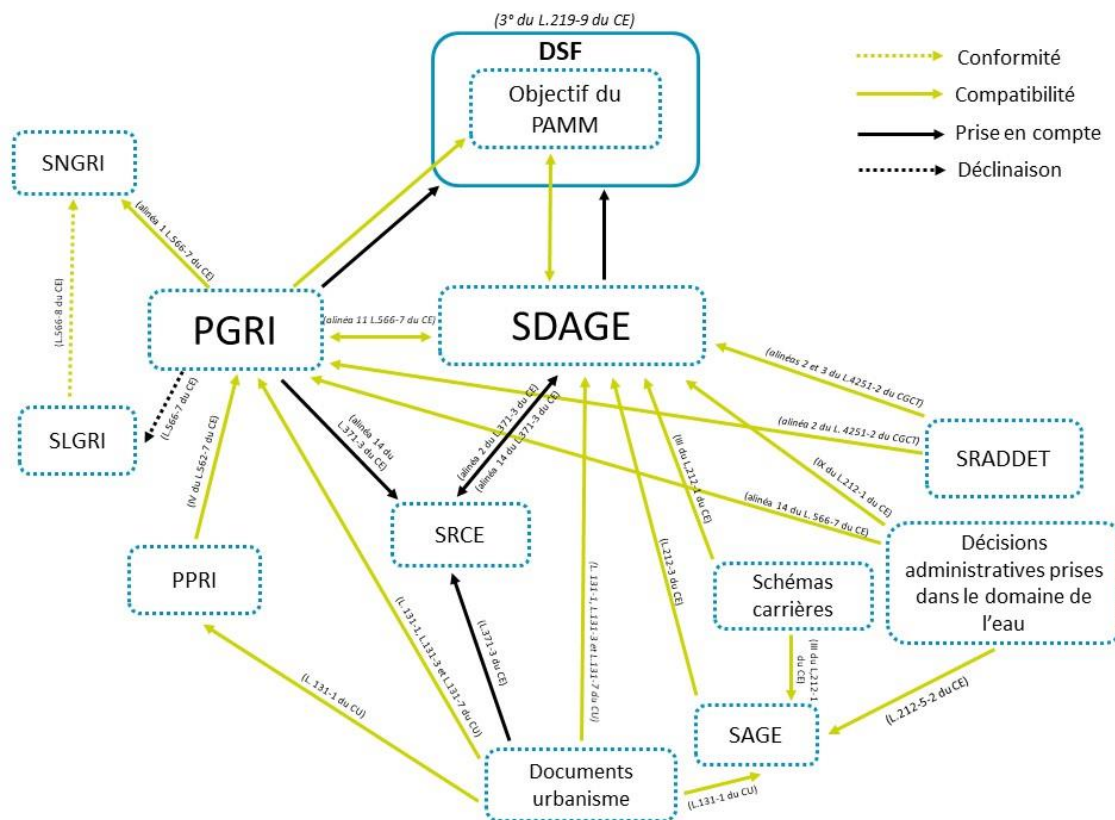 (3° du L.219-9 du CE)
DSF
Objectif du
PAMM
Conformité
Compatibilité
Prise en compte
Déclinaison
SNGRI
(alinéa 1 L.566-7 du CE)
(L.566-8 du CE)
PGRI
(alinéa 11 L.566-7 du CE)
SDAGE
(alinéas 2 et 3 du L.4251-2 du CGCT)
(alinéa 2 du L. 4251-2 du CGCT)
SRADDET
SLGRI
(L.566-7 du CE)
(IV du L.562-7 du CE)
(alinéa 14 du
L.371-3 du CE)
(alinéa 2 du L.371-3 du CE)
(alinéa 14 du L.371-3 du CE)
(III du L.212-1 du CE)
(IX du L.212-1 du CE)
(alinéa 14 du L. 566-7 du CE)
SRCE
PPRI
Schémas
carrières
Décisions
administratives prises
dans le domaine de
l’eau
(L. 131-1 du CU)
(L. 131-1, L.131-3 et L.131-7 du CU)
(L.371-3 du CE)
(L. 131-1, L.131-3 et L.131-7 du CU)
(L.212-3 du CE)
(III du L.212-1
du CE)
(L.212-5-2 du CE)
SAGE
Documents
urbanisme
(L.131-1 du CU)